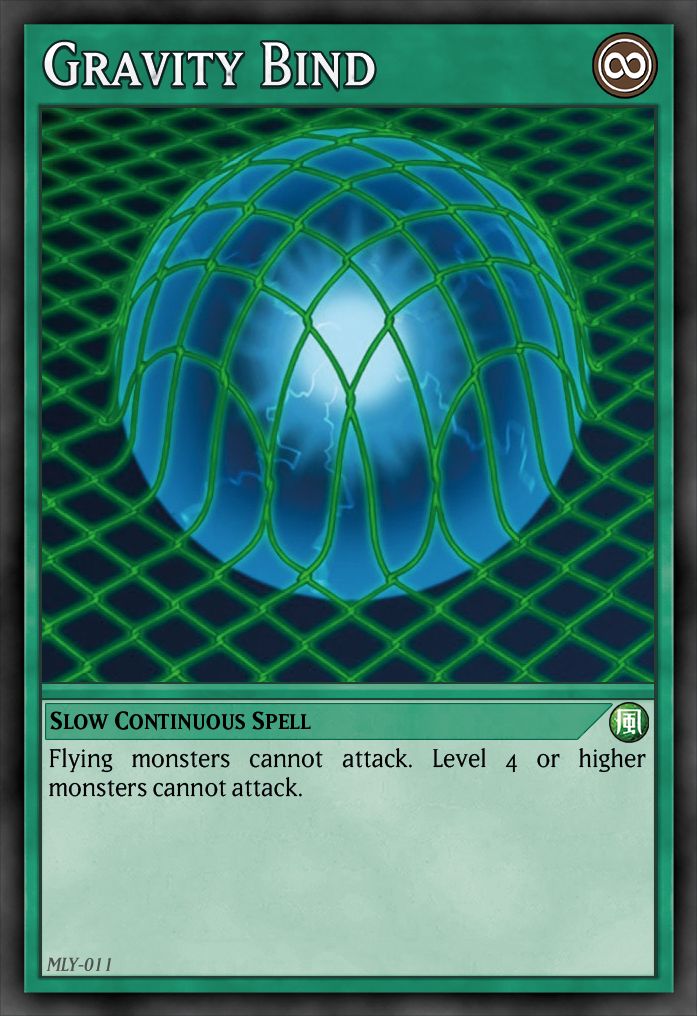 Gravity Bind
Slow Continuous Spell
風
Flying monsters cannot attack. Level 4 or higher
monsters cannot attack.
MLY-011